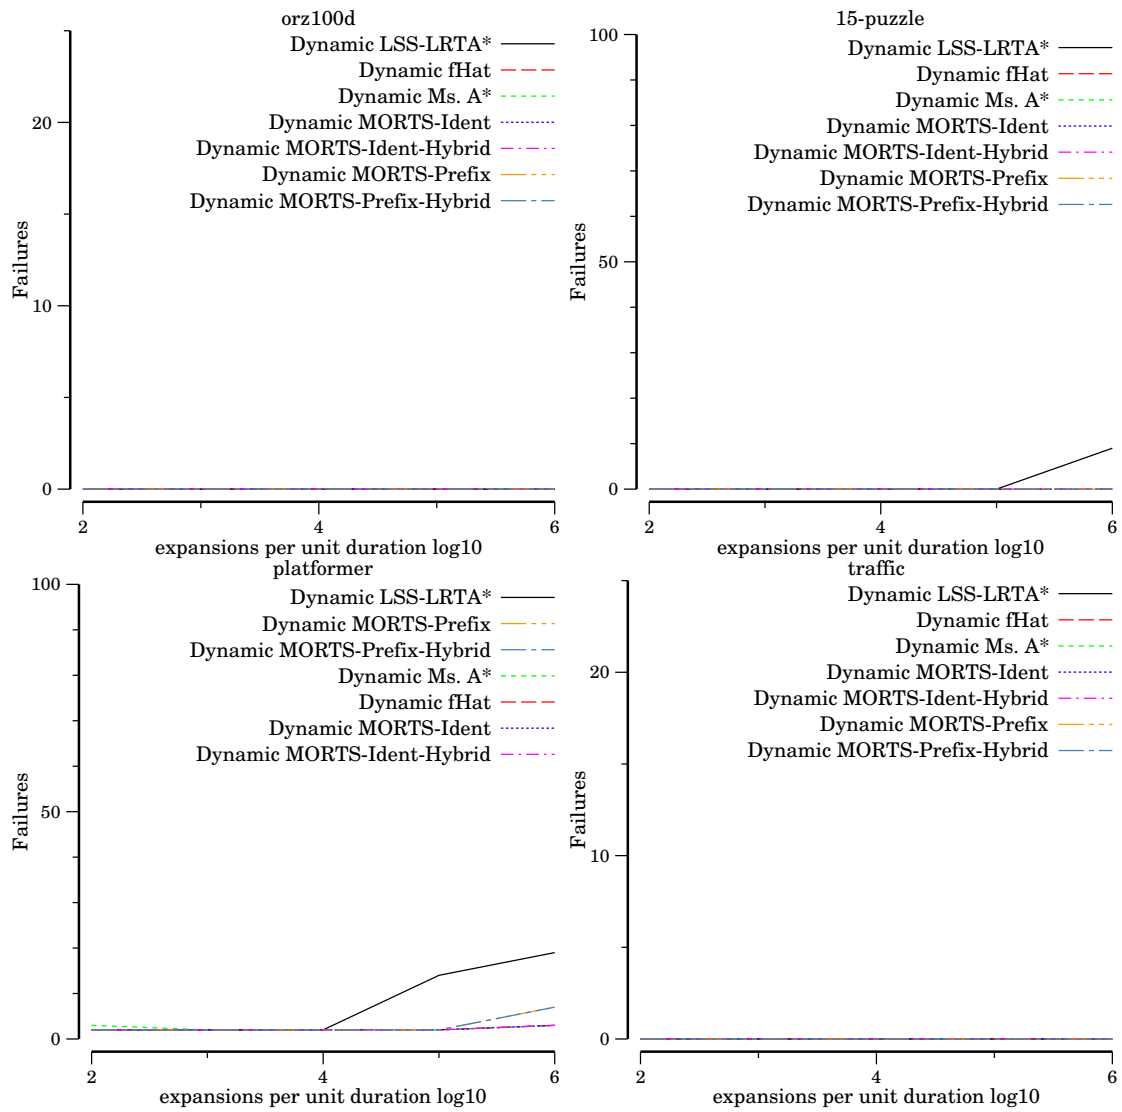 orz100d
Dynamic LSS-LRTA*
Dynamic fHat
Dynamic Ms. A*
Dynamic MORTS-Ident
Dynamic MORTS-Ident-Hybrid
Dynamic MORTS-Prefix
Dynamic MORTS-Prefix-Hybrid
20
10
0
Failures
2 4 6
expansions per unit duration log10
15-puzzle
Dynamic LSS-LRTA*
Dynamic fHat
Dynamic Ms. A*
Dynamic MORTS-Ident
Dynamic MORTS-Ident-Hybrid
Dynamic MORTS-Prefix
Dynamic MORTS-Prefix-Hybrid
100
50
0
Failures
2 4 6
expansions per unit duration log10
platformer
Dynamic LSS-LRTA*
Dynamic MORTS-Prefix
Dynamic MORTS-Prefix-Hybrid
Dynamic Ms. A*
Dynamic fHat
Dynamic MORTS-Ident
Dynamic MORTS-Ident-Hybrid
100
50
0
Failures
2 4 6
expansions per unit duration log10
traffic
Dynamic LSS-LRTA*
Dynamic fHat
Dynamic Ms. A*
Dynamic MORTS-Ident
Dynamic MORTS-Ident-Hybrid
Dynamic MORTS-Prefix
Dynamic MORTS-Prefix-Hybrid
20
10
0
Failures
2 4 6
expansions per unit duration log10